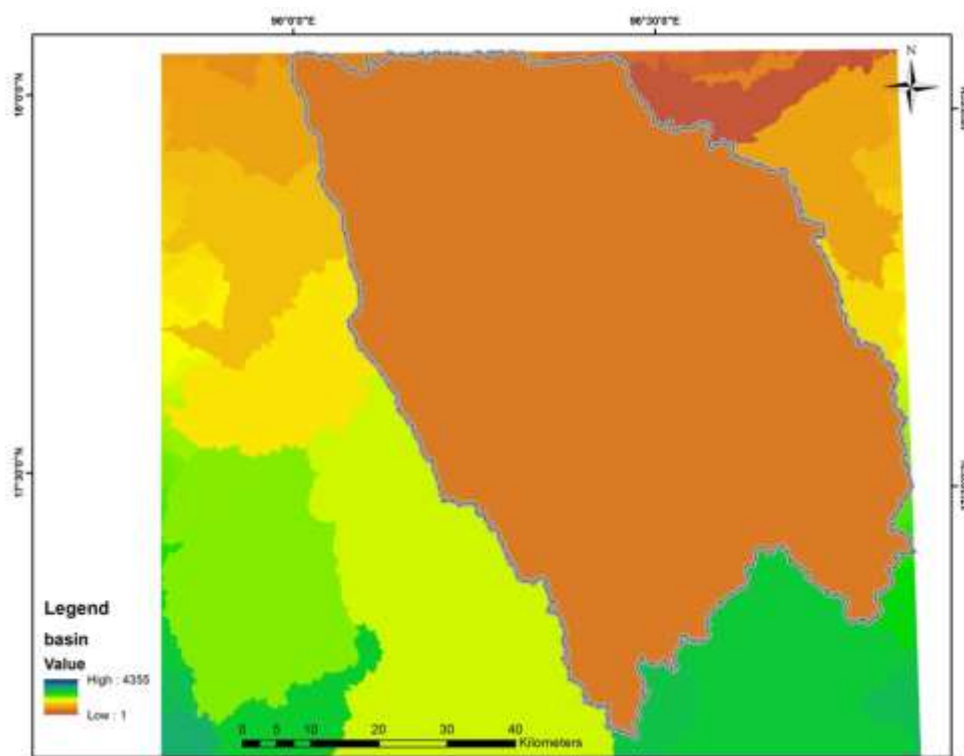 96°0'0"E
96°30'0"E
N
18°0'0"N
17°30'0"N
Legend
basin
Value
High : 4355
Low : 1
0 5 10 20 30 40
Kilometers